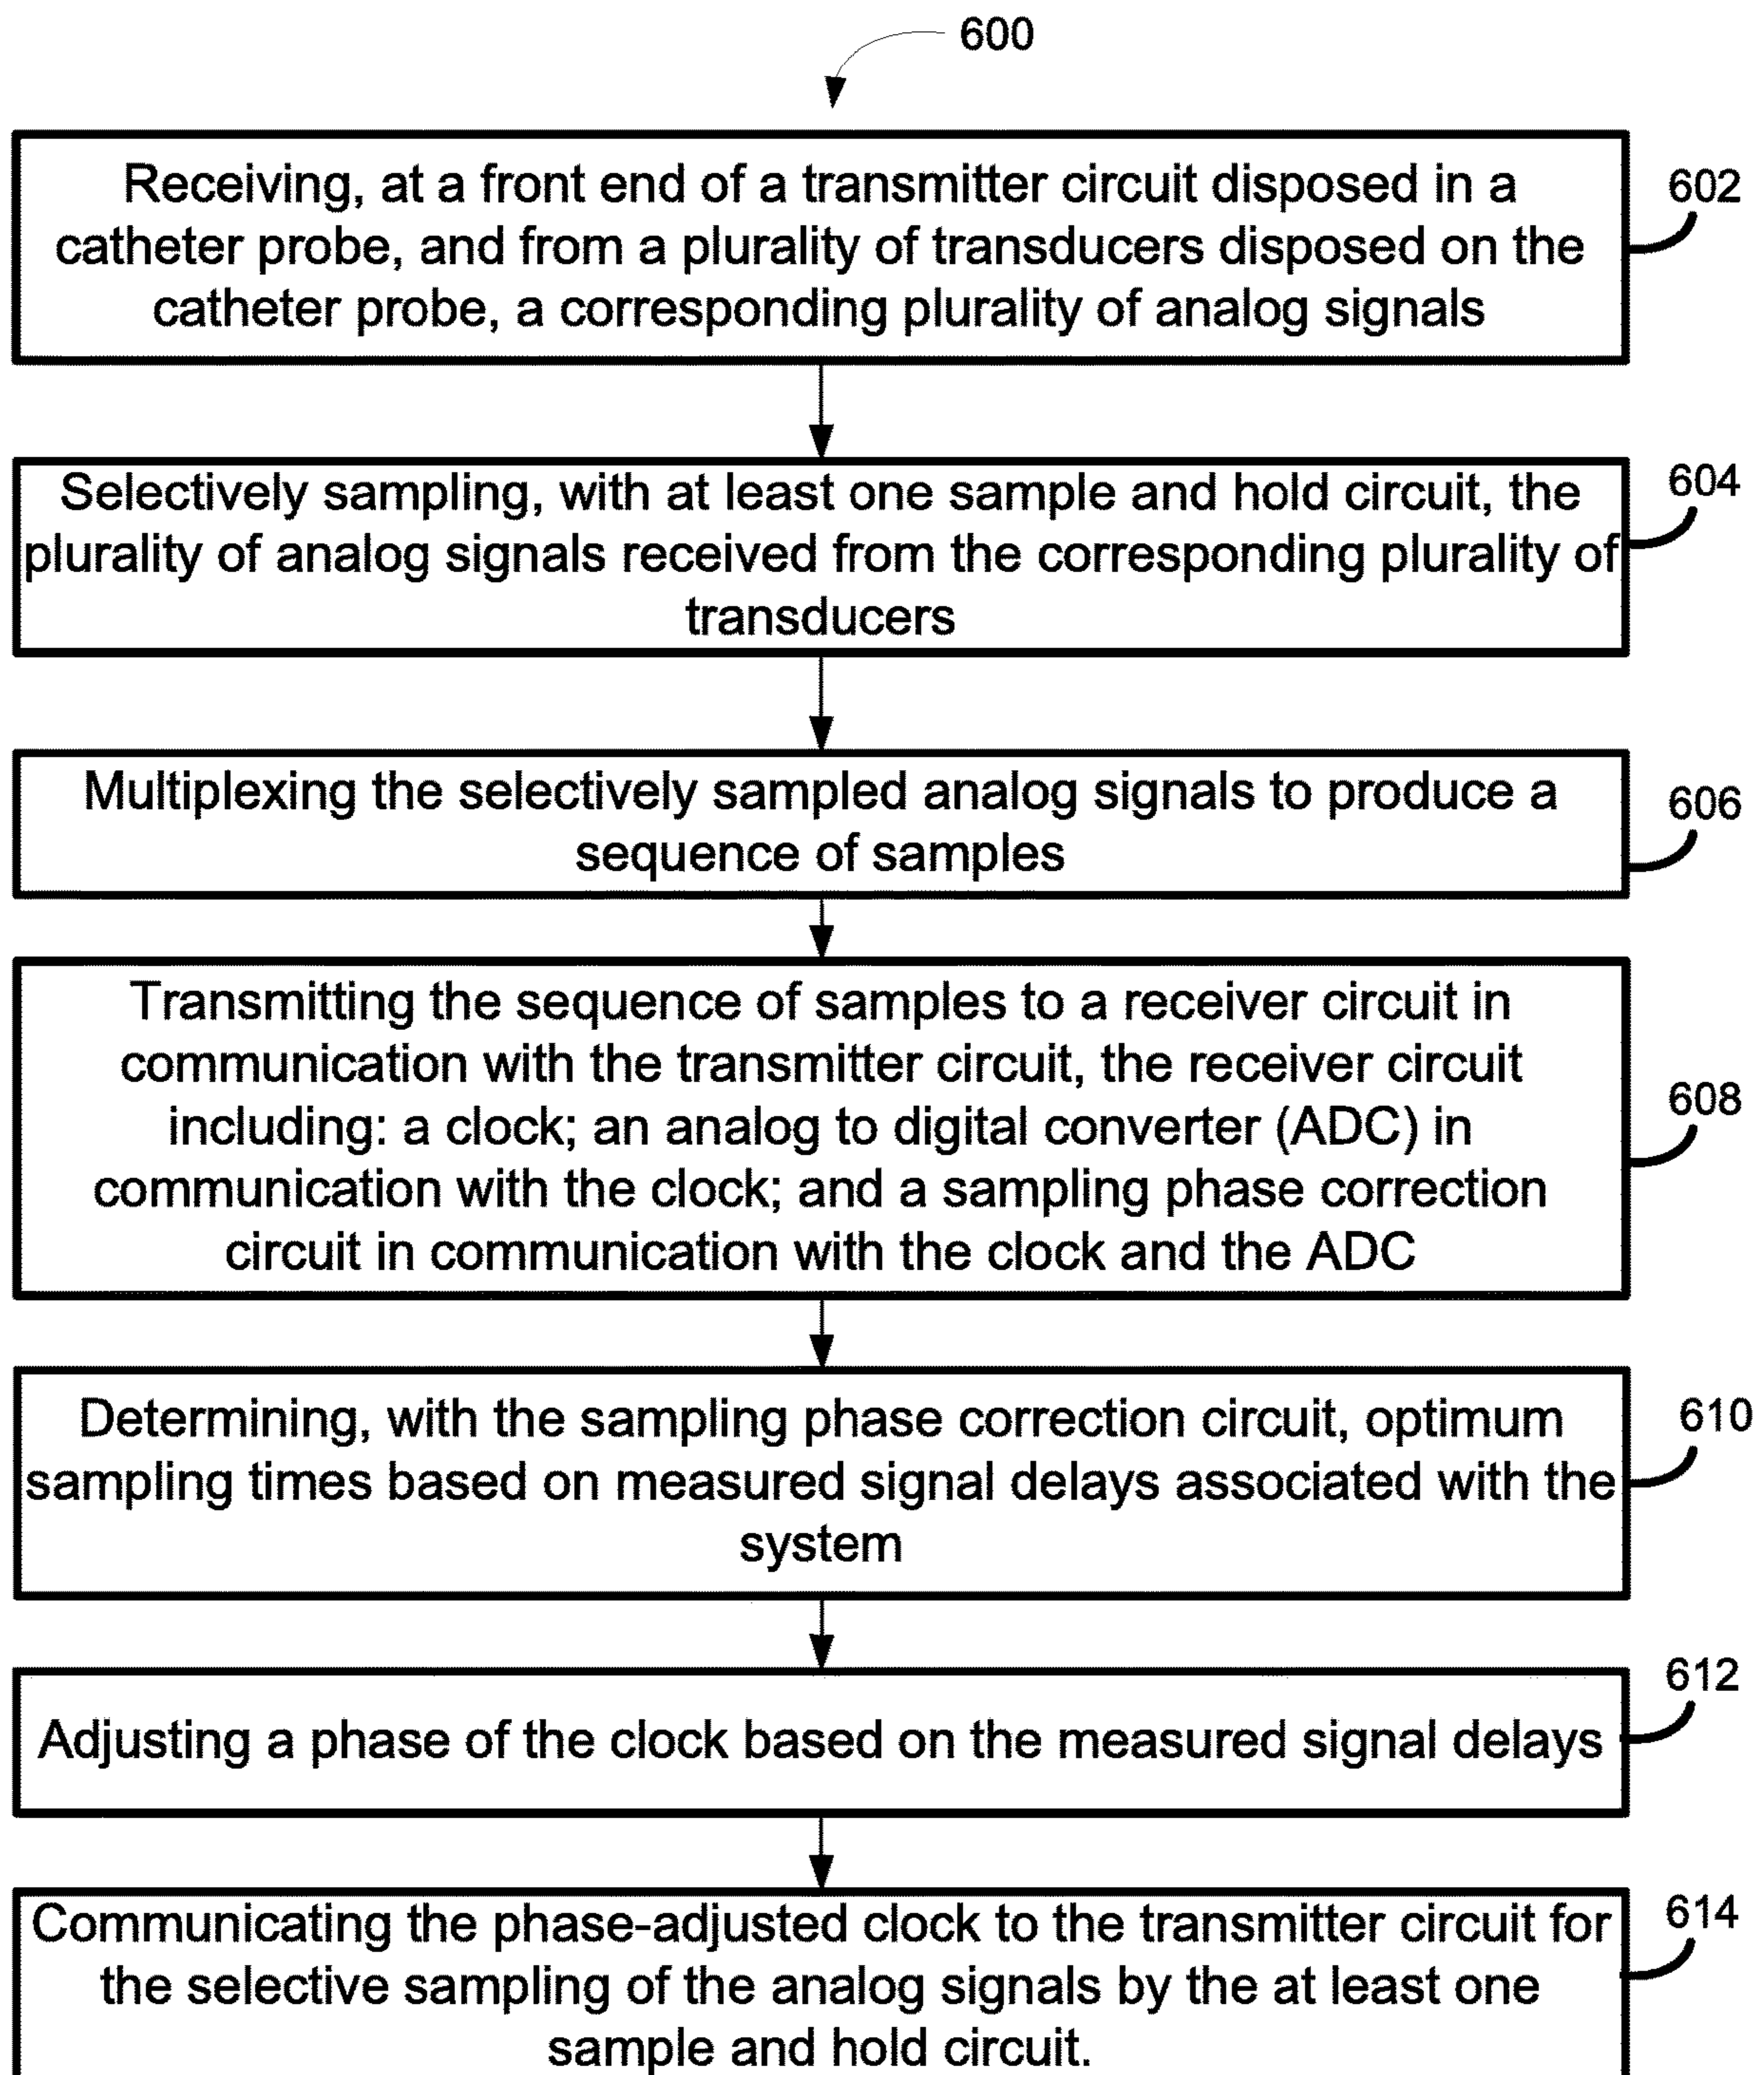 600
Receiving, at a front end of a transmitter circuit disposed in a
catheter probe, and from a plurality of transducers disposed on the
catheter probe, a corresponding plurality of analog signals
602
Selectively sampling, with at least one sample and hold circuit, the
plurality of analog signals received from the corresponding plurality of
transducers
604
Multiplexing the selectively sampled analog signals to produce a
sequence of samples
606
Transmitting the sequence of samples to a receiver circuit in
communication with the transmitter circuit, the receiver circuit
including: a clock; an analog to digital converter (ADC) in
communication with the clock; and a sampling phase correction
circuit in communication with the clock and the ADC
608
Determining, with the sampling phase correction circuit, optimum
sampling times based on measured signal delays associated with the
system
610
Adjusting a phase of the clock based on the measured signal delays
612
Communicating the phase-adjusted clock to the transmitter circuit for
the selective sampling of the analog signals by the at least one
sample and hold circuit.
614